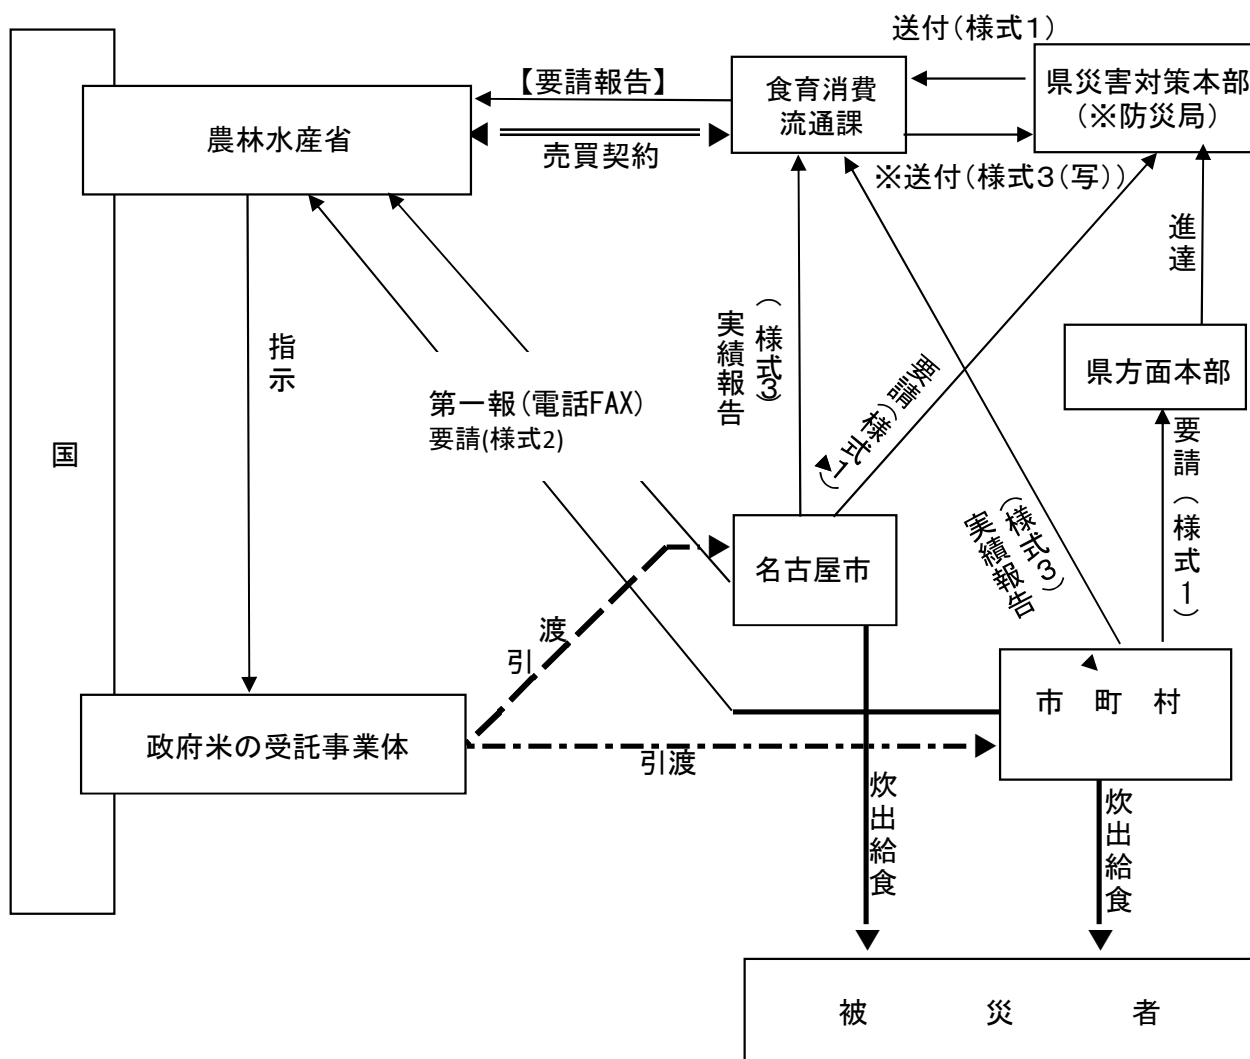 送付(様式1)
【要請報告】
食育消費
流通課
県災害対策本部
(※防災局)
農林水産省
売買契約
※送付(様式3(写))
進達
指示
実績報告
(様式3)
県方面本部
第一報(電話FAX)
要請(様式2)
要請(様式1)
要請(様式1)
国
(様式3)
実績報告
名古屋市
引渡
市町村
政府米の受託事業体
引渡
炊出給食
炊出給食
被災者